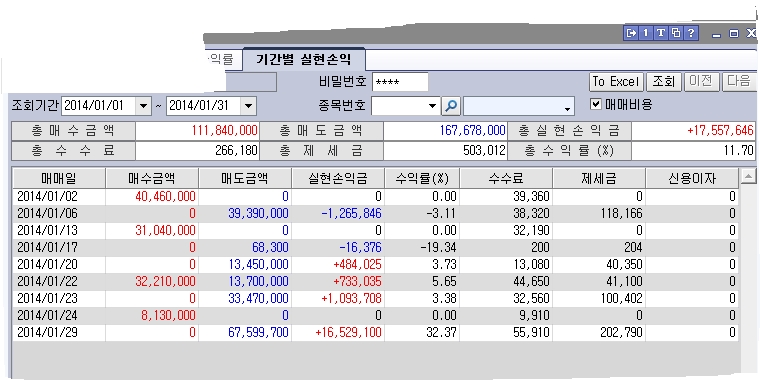 익률 기간별 실현손익
비밀번호 **** To Excel 조회 이전 다음
조회기간 2014/01/01 ~ 2014/01/31 종목번호 매매비용
총매수금액 111,840,000 총매도금액 167,678,000 총실현손익금 +17,557,646
총 수 수 료 266,180 총 제 세 금 503,012 총 수 익 률 (%) 11.70
매매일 매수금액 매도금액 실현손익금 수익률(%) 수수료 제세금 신용이자
2014/01/02 40,460,000 0 0 0.00 39,360 0 0
2014/01/06 0 39,390,000 -1,265,846 -3.11 38,320 118,166 0
2014/01/13 31,040,000 0 0 0.00 32,190 0 0
2014/01/17 0 68,300 -16,376 -19.34 200 204 0
2014/01/20 0 13,450,000 +484,025 3.73 13,080 40,350 0
2014/01/22 32,210,000 13,700,000 +733,035 5.65 44,650 41,100 0
2014/01/23 0 33,470,000 +1,093,708 3.38 32,560 100,402 0
2014/01/24 8,130,000 0 0 0.00 9,910 0 0
2014/01/29 0 67,599,700 +16,529,100 32.37 55,910 202,790 0